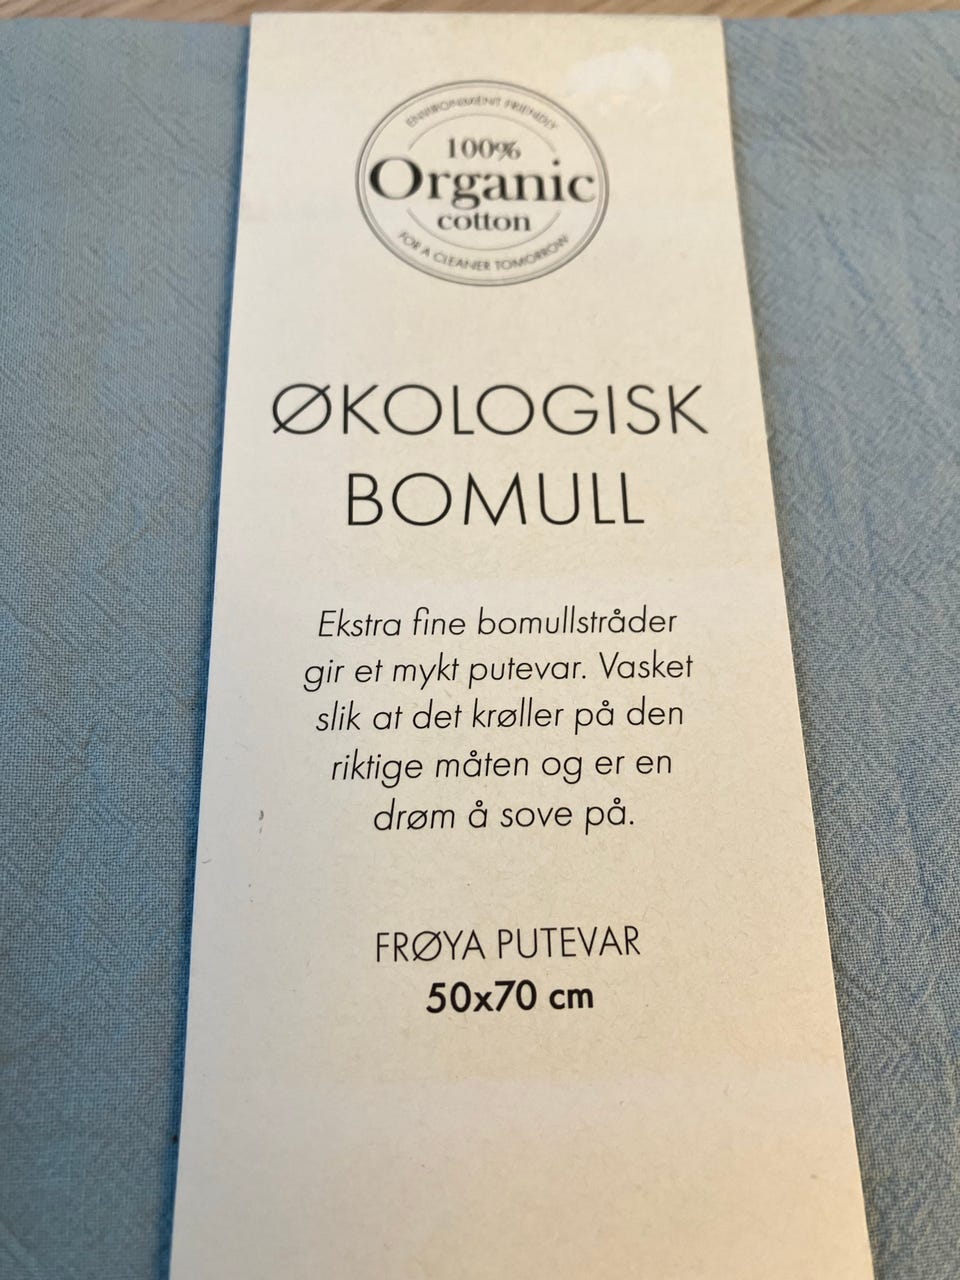 ENVIRONMENT FRIENDLY
100%
Organic
cotton
FOR A CLEANER TOMORROW
ØKOLOGISK
BOMULL
Ekstra fine bomullstråder
gir et mykt putevar. Vasket
slik at det krøller på den
riktige måten og er en
drøm å sove på.
FRØYA PUTEVAR
50x70 cm